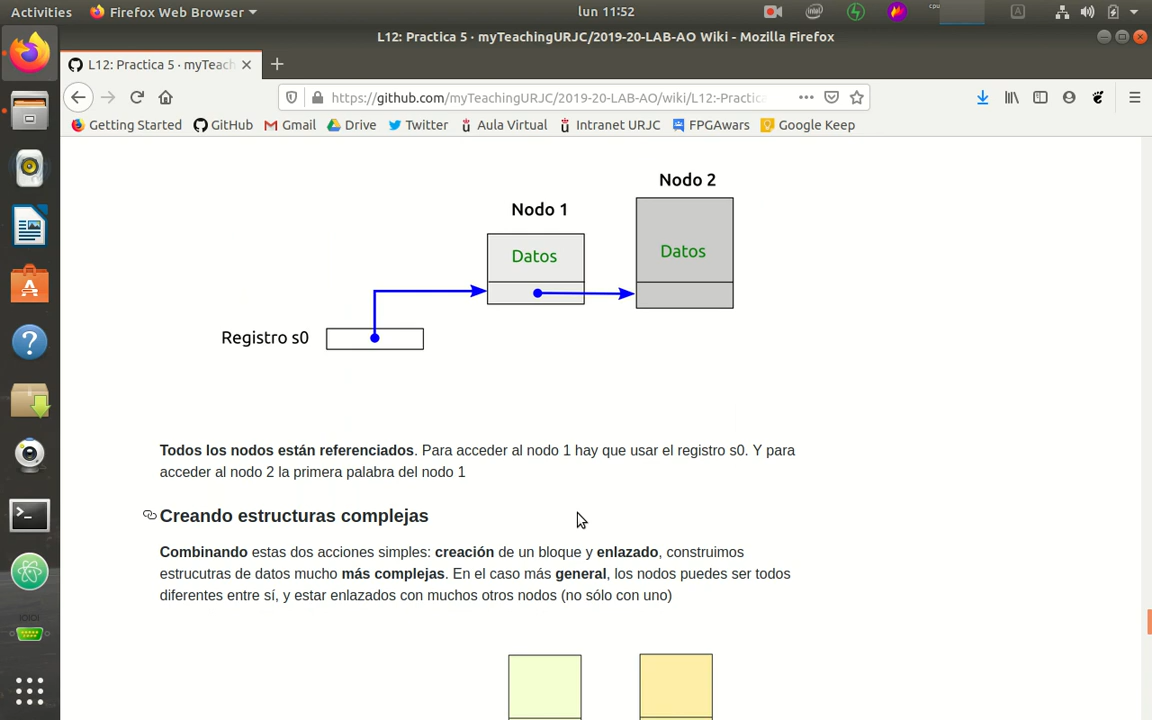 Activities
Firefox Web Browser
lun 11:52
cpu
L12: Practica 5 · myTeachingURJC/2019-20-LAB-AO Wiki - Mozilla Firefox
L12: Practica 5 · myTeach
https://github.com/myTeachingURJC/2019-20-LAB-AO/wiki/L12:-Practica
Getting Started
GitHub
Gmail
Drive
Twitter
Aula Virtual
Intranet URJC
FPGAwars
Google Keep
Nodo 2
Nodo 1
Datos
Datos
Registro s0
Todos los nodos están referenciados. Para acceder al nodo 1 hay que usar el registro s0. Y para
acceder al nodo 2 la primera palabra del nodo 1
Creando estructuras complejas
Combinando estas dos acciones simples: creación de un bloque y enlazado, construimos
estrucutras de datos mucho más complejas. En el caso más general, los nodos puedes ser todos
diferentes entre sí, y estar enlazados con muchos otros nodos (no sólo con uno)